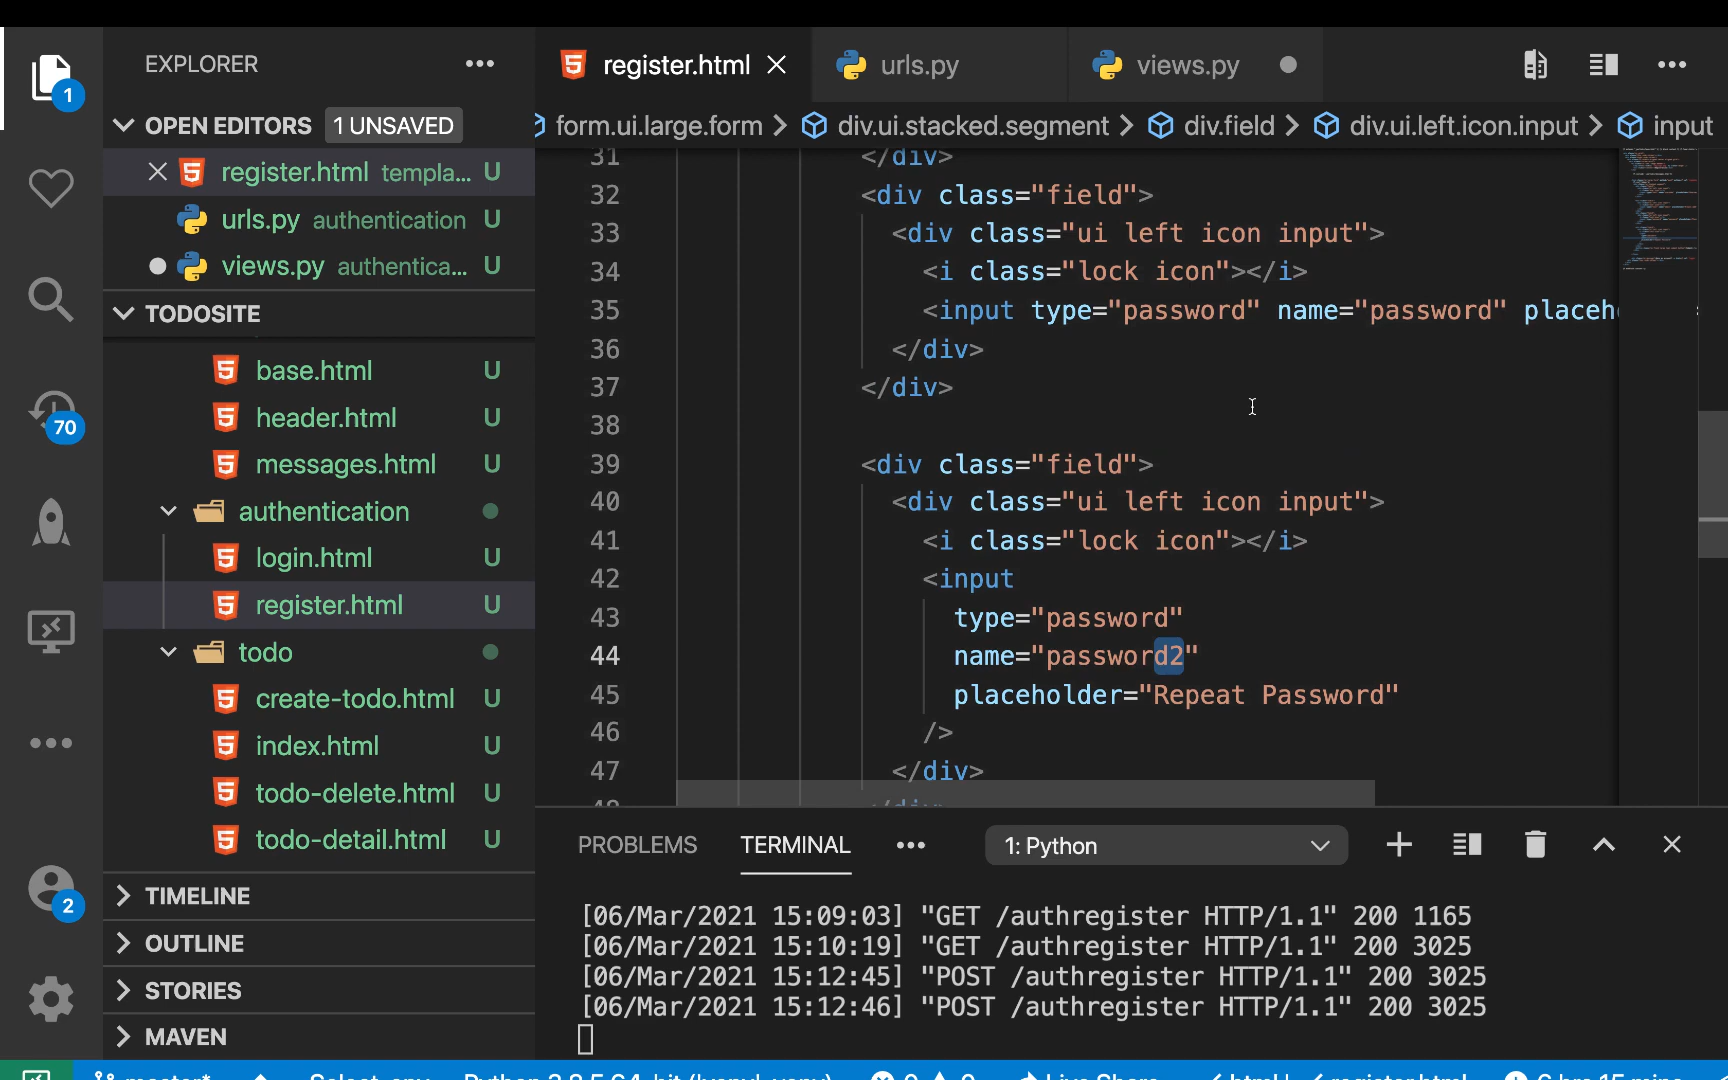 EXPLORER
OPEN EDITORS 1 UNSAVED
register.html templa... U
urls.py authentication U
views.py authentica... U
TODOSITE
base.html U
header.html U
messages.html U
authentication
login.html U
register.html U
todo
create-todo.html U
index.html U
todo-delete.html U
todo-detail.html U
TIMELINE
OUTLINE
STORIES
MAVEN
1
70
2
register.html
urls.py
views.py
form.ui.large.form > div.ui.stacked.segment > div.field > div.ui.left.icon.input > input
31 </div>
32 <div class="field">
33 <div class="ui left icon input">
34 <i class="lock icon"></i>
35 <input type="password" name="password" placeh
36 </div>
37 </div>
38
39 <div class="field">
40 <div class="ui left icon input">
41 <i class="lock icon"></i>
42 <input
43 type="password"
44 name="password2"
45 placeholder="Repeat Password"
46 />
47 </div>
PROBLEMS TERMINAL 1: Python
[06/Mar/2021 15:09:03] "GET /authregister HTTP/1.1" 200 1165
[06/Mar/2021 15:10:19] "GET /authregister HTTP/1.1" 200 3025
[06/Mar/2021 15:12:45] "POST /authregister HTTP/1.1" 200 3025
[06/Mar/2021 15:12:46] "POST /authregister HTTP/1.1" 200 3025